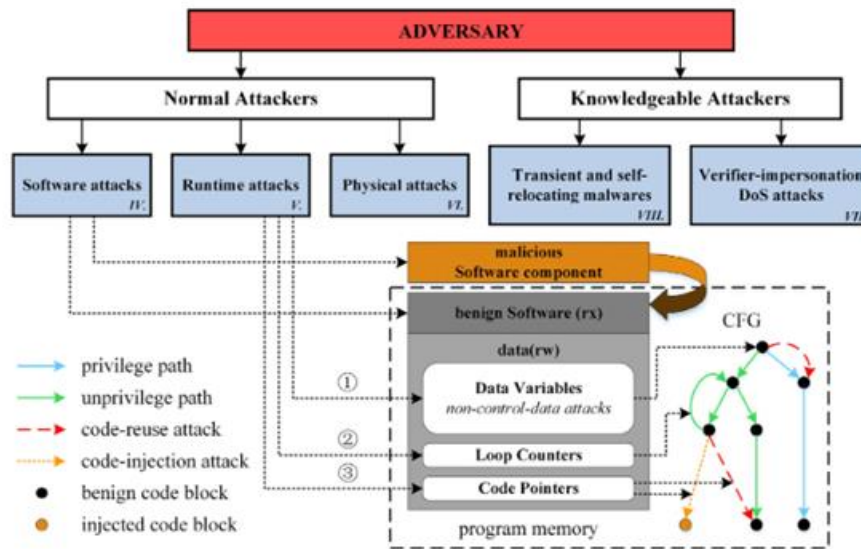 ADVERSARY
Normal Attackers
Knowledgeable Attackers
Software attacks
IV.
Runtime attacks
V.
Physical attacks
VI.
Transient and self-
relocating malwares
VIII.
Verifier-impersonation
DoS attacks
VII
malicious
Software component
benign Software (rx)
CFG
data(rw)
privilege path
①
Data Variables
non-control-data attacks
unprivilege path
②
Loop Counters
code-reuse attack
③
Code Pointers
code-injection attack
benign code block
program memory
injected code block